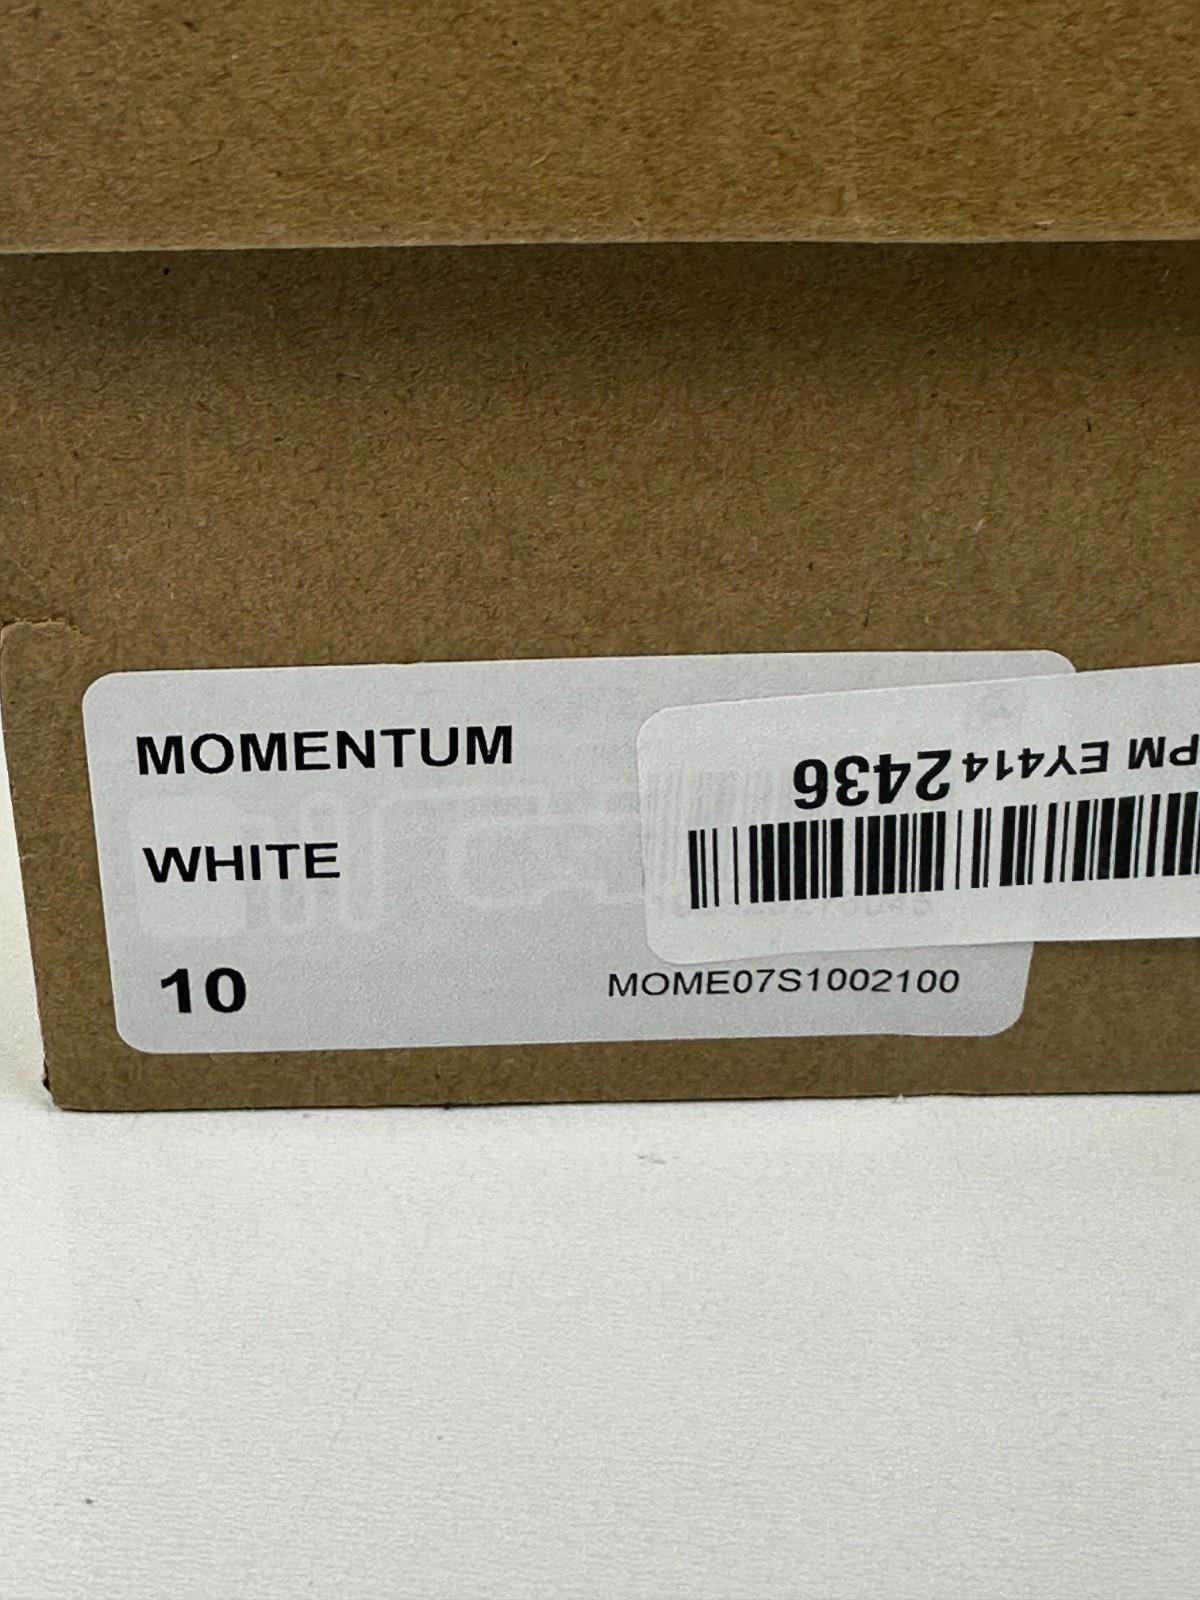 MOMENTUM
WHITE
10
MOME07S1002100
PM EY414 2436